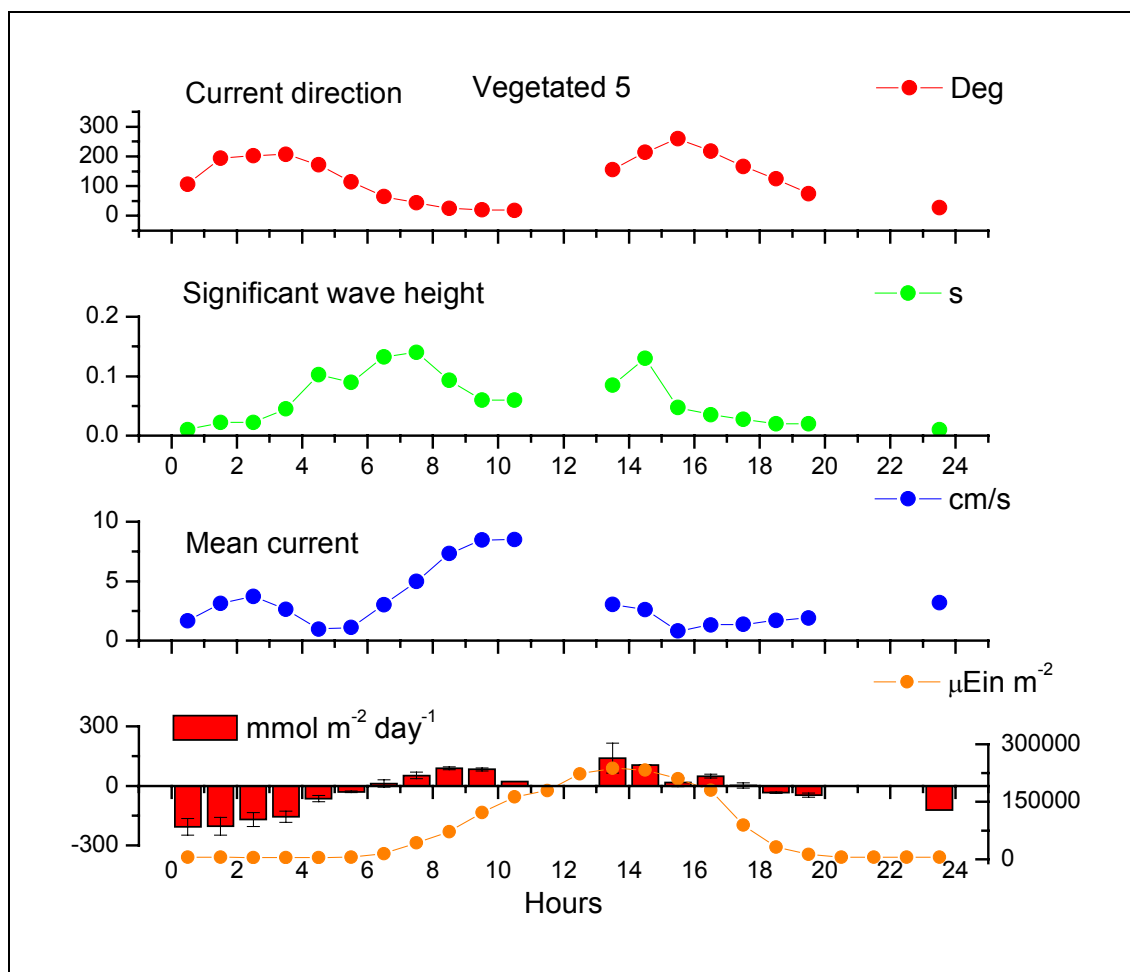 Current direction Vegetated 5 Deg
300
200
100
0
Significant wave height s
0.2
0.1
0.0
0 2 4 6 8 10 12 14 16 18 20 22 24
cm/s
10
Mean current
5
0
μEin m-2
300 mmol m-2 day-1 300000
0
150000
-300 0
0 2 4 6 8 10 12 14 16 18 20 22 24
Hours